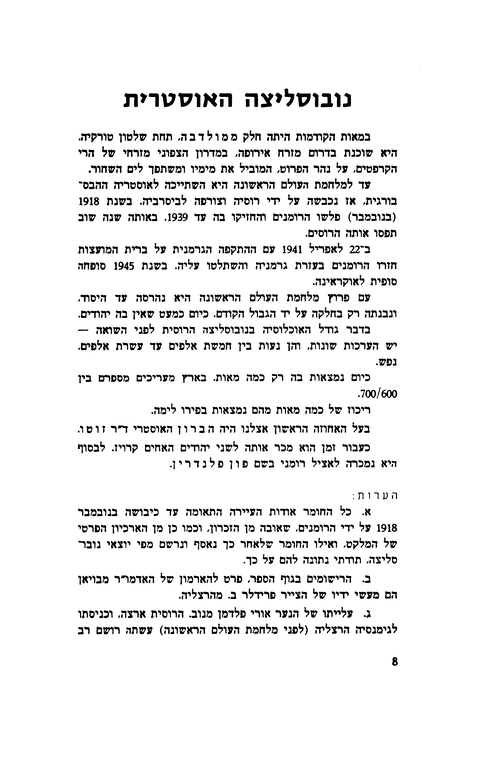 נובוסליצה האוסטרית
במאות הקודמות היתה חלק ממולדבה, תחת שלטון טורקיה.
היא שוכנת בדרום מזרח אירופה, במדרון הצפוני מזרחי של הרי
הקרפטים, על נהר הפרוט, המוביל את מימיו ומשתפך לים השחור.
עד למלחמת העולם הראשונה היא השתייכה לאוסטריה ההבס־
בורגית, אז נכבשה על ידי רוסיה וצורפה לביסרביה. בשנת 1918
(בנובמבר) פלשו הרומנים והחזיקו בה עד 1939. באותה שנה שוב
תפסו אותה הרוסים.
ב־22 לאפריל 1941 עם ההתקפה הגרמנית על ברית המועצות
חזרו הרומנים בעזרת גרמניה והשתלטו עליה. בשנת 1945 סופחה
סופית לאוקראינה.
עם פרוץ מלחמת העולם הראשונה היא נהרסה עד היסוד,
ונבנתה רק בחלקה על יד הגבול הקודם. כיום כמעט שאין בה יהודים.
בדבר גודל האוכלוסיה בנובוסליצה הרוסית לפני השואה —
יש הערכות שונות, והן נעות בין חמשת אלפים עד עשרת אלפים,
נפש.
כיום נמצאות בה רק כמה מאות. בארץ מעריכים מספרם בין
700/600.
ריכוז של כמה מאות מהם נמצאות בפירו לימה.
בעל האחוזה הראשון אצלנו היה הברון האוסטרי ד״ר זוטו.
כעבור זמן הוא מכר אותה לשני יהודים האחים קרויז. לבסוף
היא נמכרה לאציל רומני בשם פון פלנדרין.
הערות:
א. כל החומר אודות העיירה התאומה עד כיבושה בנובמבר
1918 על ידי הרומנים, שאובה מן הזכרון, וכמו כן מן הארכיון הפרטי
של המלקט, ואילו החומר שלאחר כך נאסף ונרשם מפי יוצאי נובר־
סליצה, תודתי נתונה להם על כך.
ב. הרישומים בגוף הספר, פרט להארמון של האדמו״ר מבויאן
הם מעשי ידיו של הצייר פרידלר ב. מהרצליה.
ג. עלייתו של הנער אורי פלדמן מנוב. הרוסית ארצה, וכניסתו
לגימנסיה הרצליה (לפני מלחמת העולם הראשונה) עשתה רושם רב
8